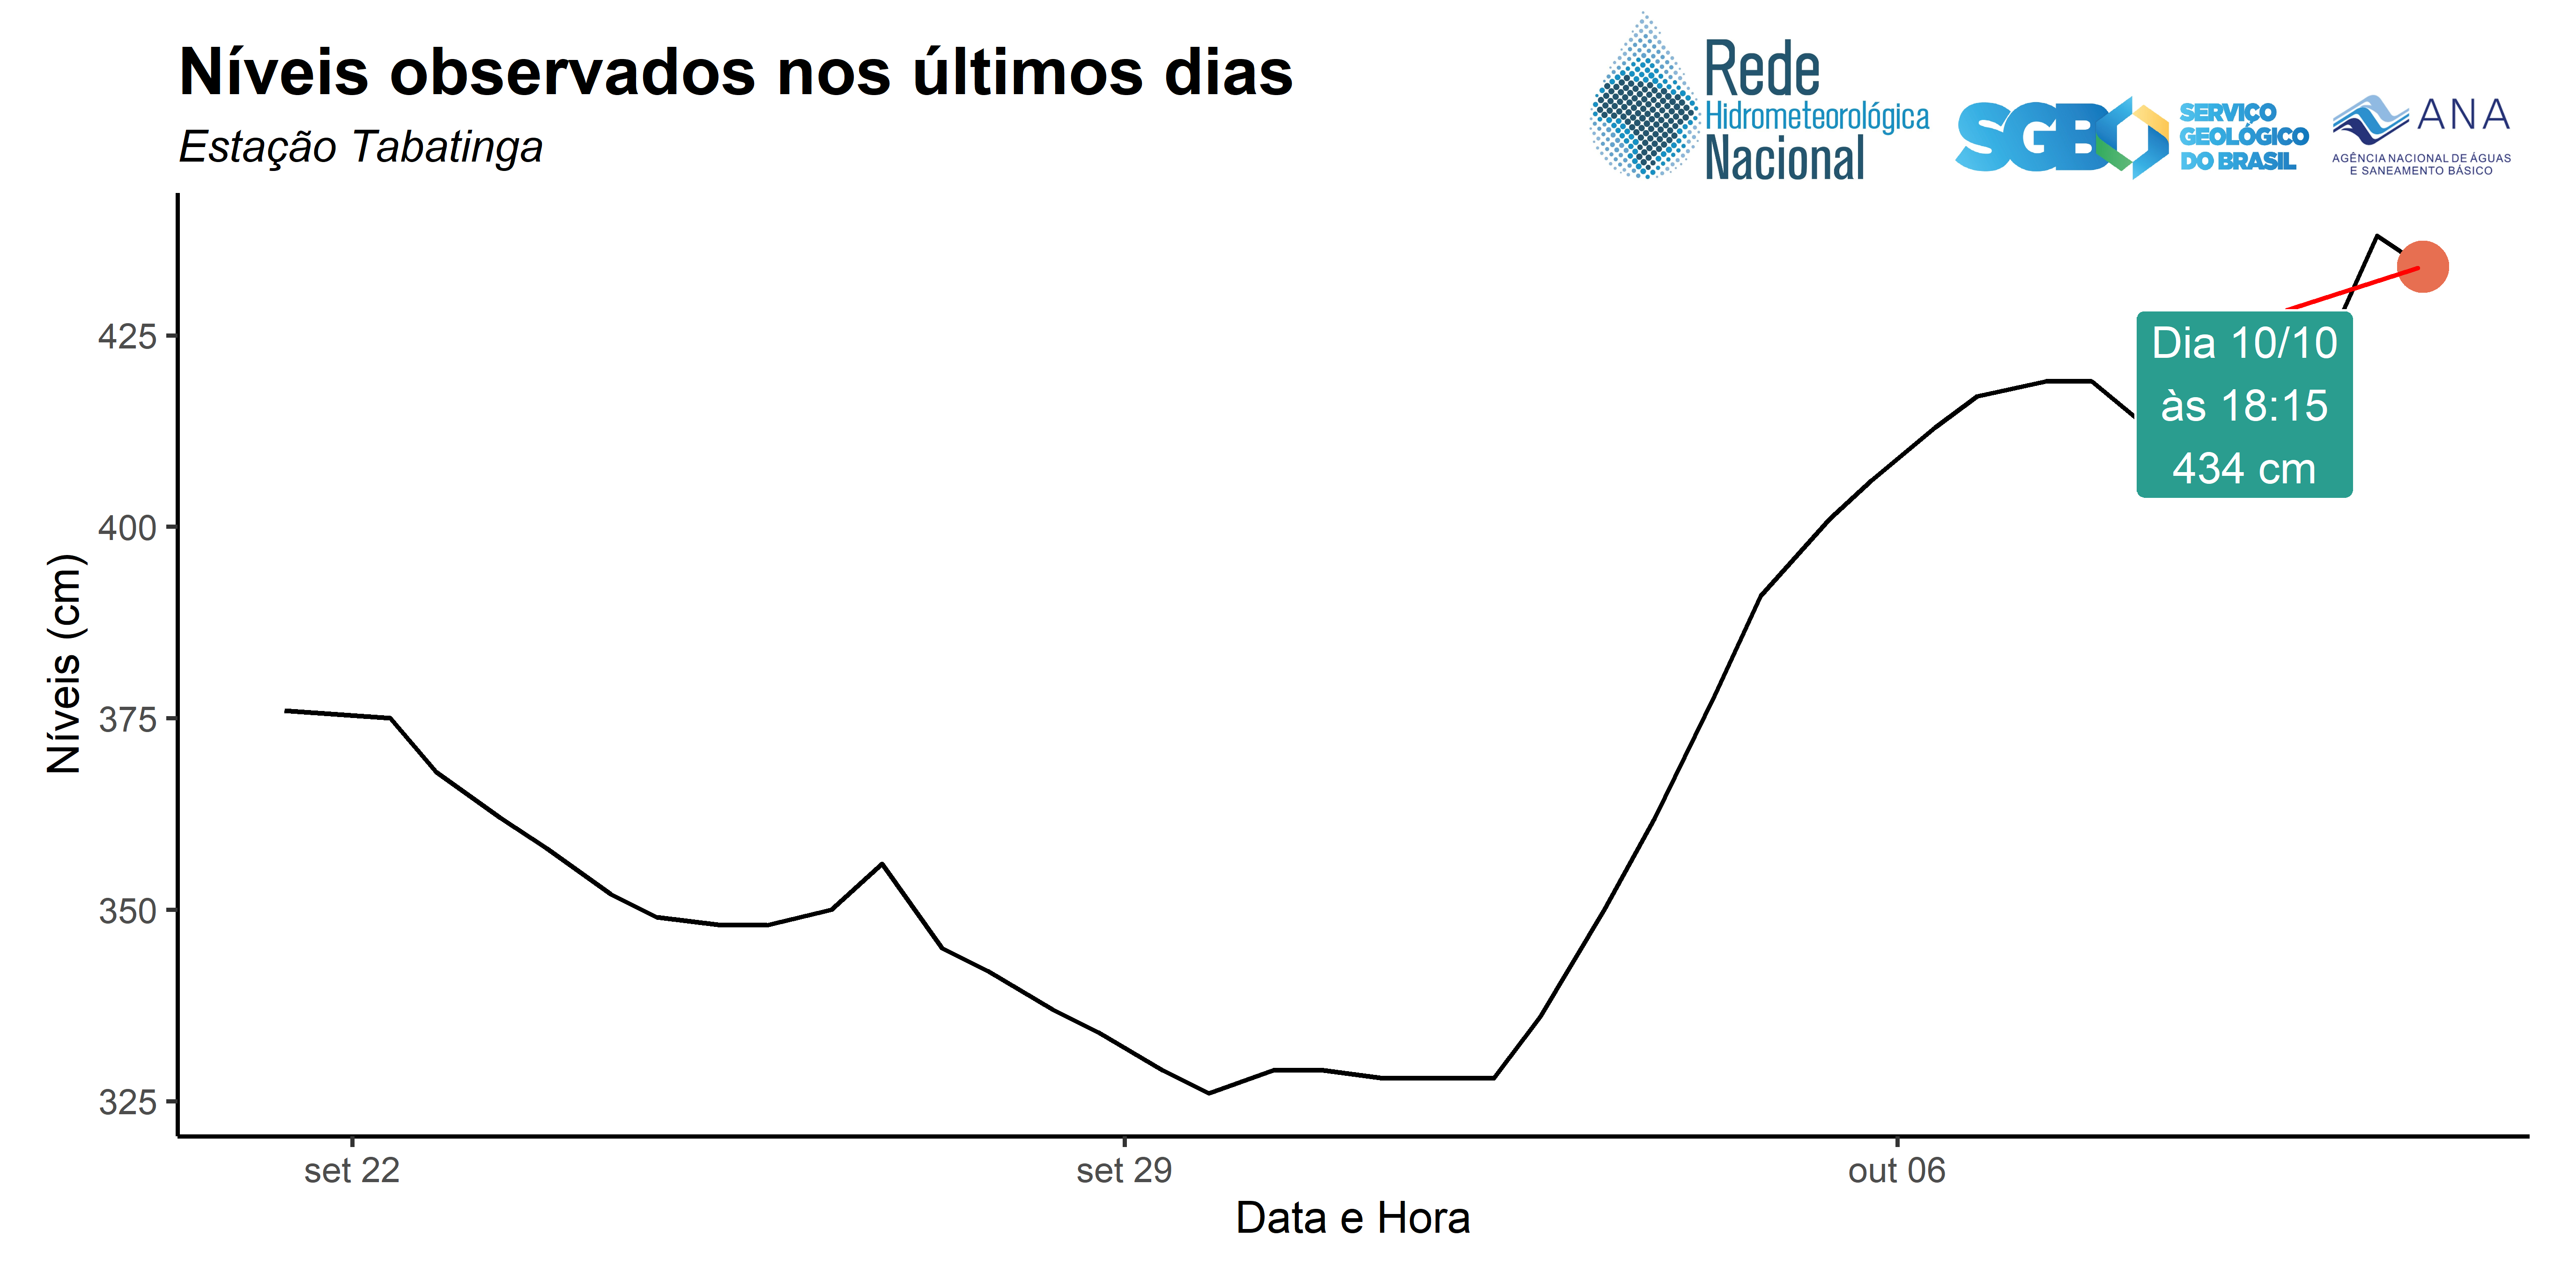 Níveis observados nos últimos dias
Estação Tabatinga
Rede
Hidrometeorológica
Nacional
SGB
SERVIÇO
GEOLÓGICO
DO BRASIL
ANA
AGÊNCIA NACIONAL DE ÁGUAS
E SANEAMENTO BÁSICO
Níveis (cm)
425
400
375
350
325
Dia 10/10
às 18:15
434 cm
set 22
set 29
out 06
Data e Hora